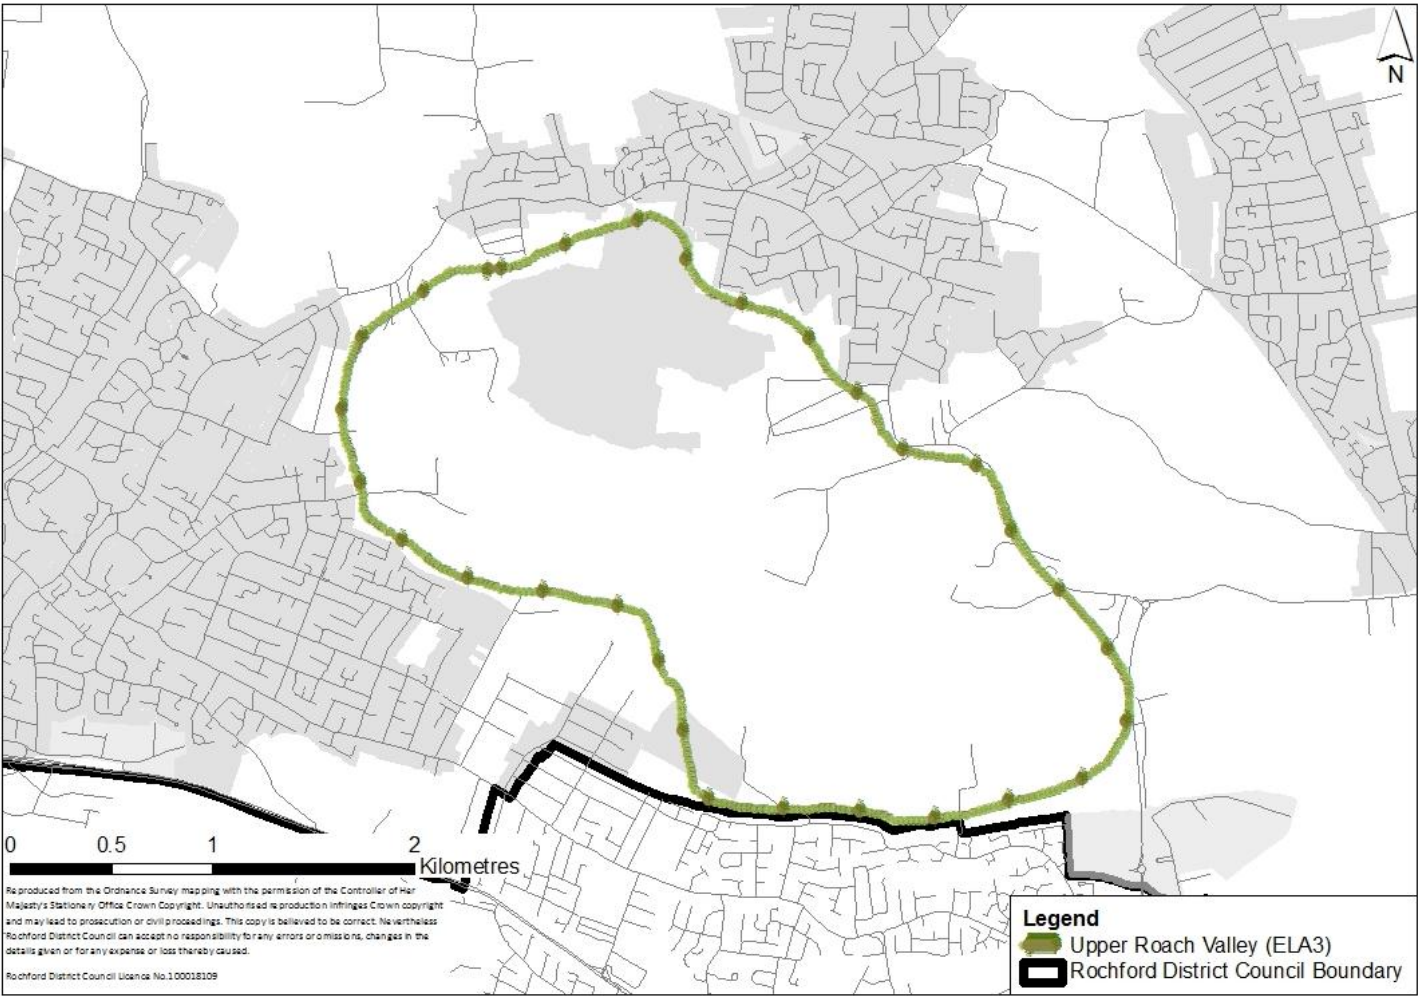 N
0 0.5 1 2
Kilometres
Reproduced from the Ordnance Survey mapping with the permission of the Controller of Her
Majesty's Stationery Office Crown Copyright. Unauthorised reproduction infringes Crown copyright
and may lead to prosecution or civil proceedings. This copy is believed to be correct. Nevertheless
Rochford District Council can accept no responsibility for any errors or omissions, changes in the
details given or for any expense or loss thereby caused.
Rochford District Council Licence No.100018109
Legend
Upper Roach Valley (ELA3)
Rochford District Council Boundary